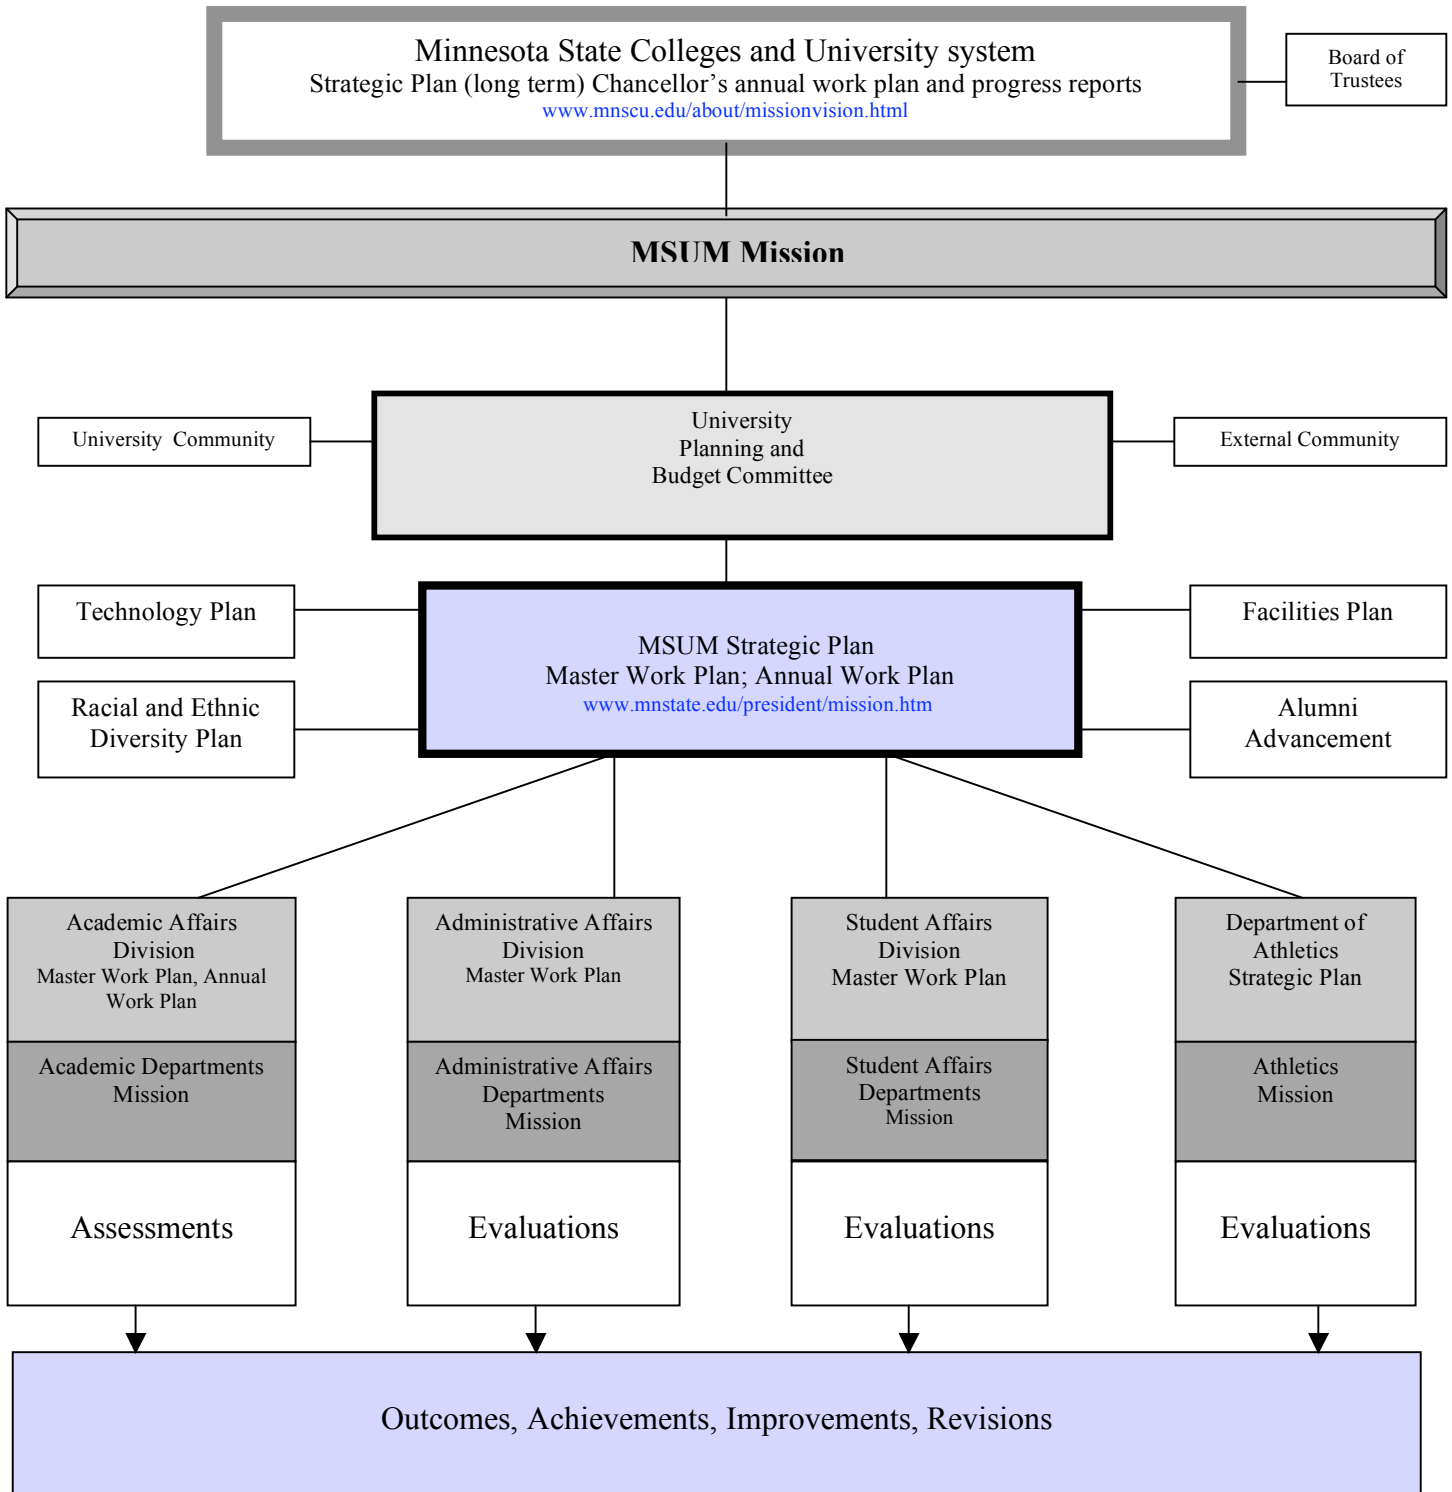 Minnesota State Colleges and University system
Strategic Plan (long term) Chancellor’s annual work plan and progress reports
www.mnscu.edu/about/missionvision.html
Board of
Trustees
MSUM Mission
University Community
University
Planning and
Budget Committee
External Community
Technology Plan
Racial and Ethnic
Diversity Plan
MSUM Strategic Plan
Master Work Plan; Annual Work Plan
www.mnstate.edu/president/mission.htm
Facilities Plan
Alumni
Advancement
Academic Affairs
Division
Master Work Plan, Annual
Work Plan
Academic Departments
Mission
Assessments
Administrative Affairs
Division
Master Work Plan
Administrative Affairs
Departments
Mission
Evaluations
Student Affairs
Division
Master Work Plan
Student Affairs
Departments
Mission
Evaluations
Department of
Athletics
Strategic Plan
Athletics
Mission
Evaluations
Outcomes, Achievements, Improvements, Revisions